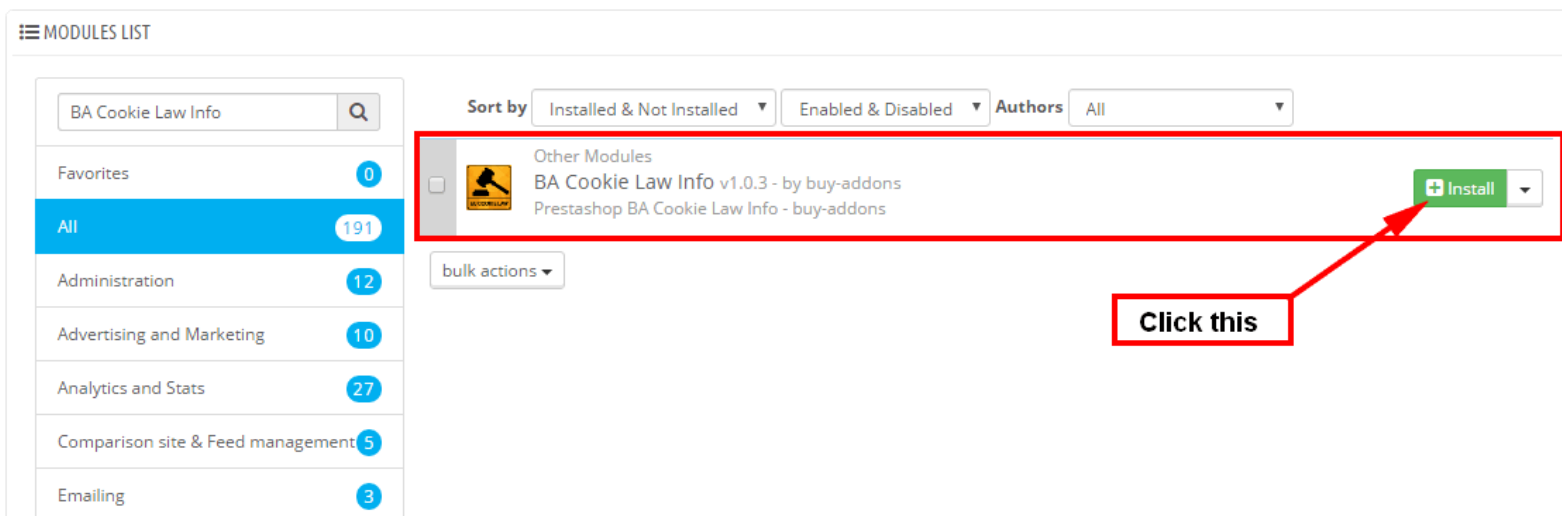 MODULES LIST
BA Cookie Law Info
Favorites 0
All 191
Administration 12
Advertising and Marketing 10
Analytics and Stats 27
Comparison site & Feed management 5
Emailing 3
Sort by Installed & Not Installed Enabled & Disabled Authors All
Other Modules
BA Cookie Law Info v1.0.3 - by buy-addons
Prestashop BA Cookie Law Info - buy-addons
Install
bulk actions
Click this